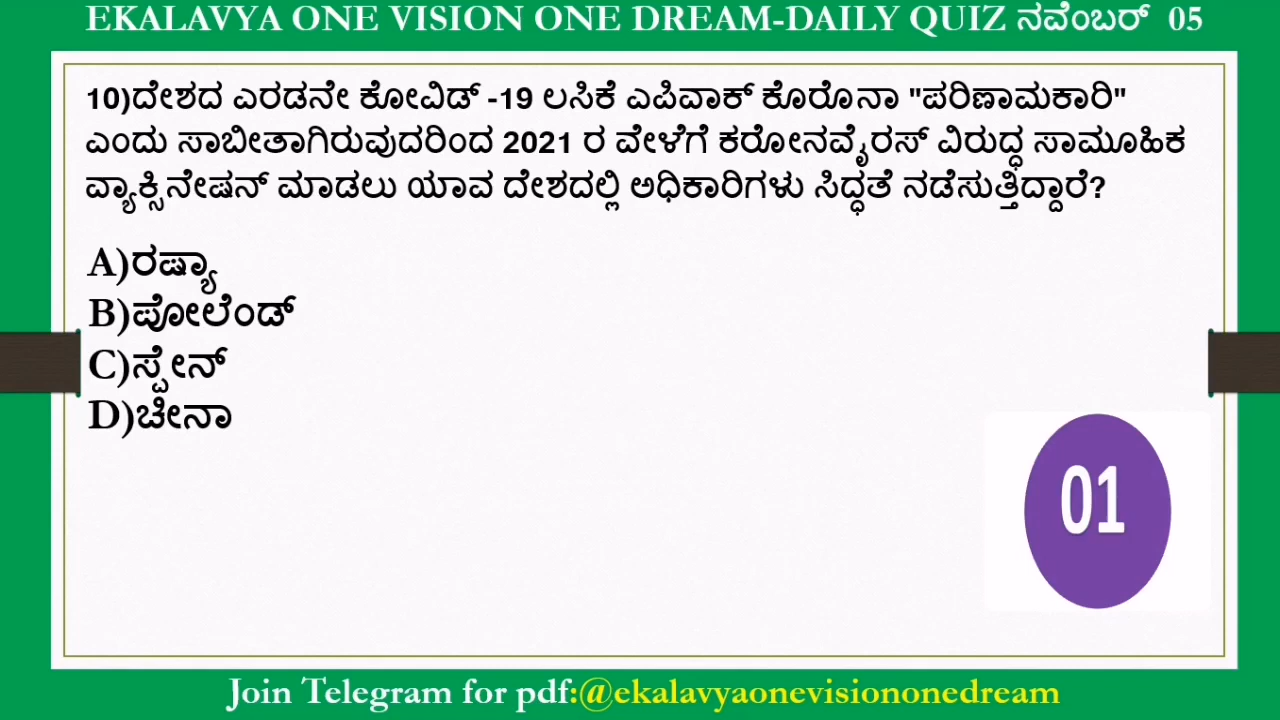 EKALAVYA ONE VISION ONE DREAM-DAILY QUIZ ನವೆಂಬರ್ 05
10)ದೇಶದ ಎರಡನೇ ಕೋವಿಡ್ -19 ಲಸಿಕೆ ಎಪಿವಾಕ್ ಕೊರೊನಾ "ಪರಿಣಾಮಕಾರಿ"
ಎಂದು ಸಾಬೀತಾಗಿರುವುದರಿಂದ 2021 ರ ವೇಳೆಗೆ ಕರೋನವೈರಸ್ ವಿರುದ್ಧ ಸಾಮೂಹಿಕ
ವ್ಯಾಕ್ಸಿನೇಷನ್ ಮಾಡಲು ಯಾವ ದೇಶದಲ್ಲಿ ಅಧಿಕಾರಿಗಳು ಸಿದ್ಧತೆ ನಡೆಸುತ್ತಿದ್ದಾರೆ?
A)ರಷ್ಯಾ
B)ಪೋಲೆಂಡ್
C)ಸ್ಪೇನ್
D)ಚೀನಾ
01
Join Telegram for pdf:@ekalavyaonevisiononedream